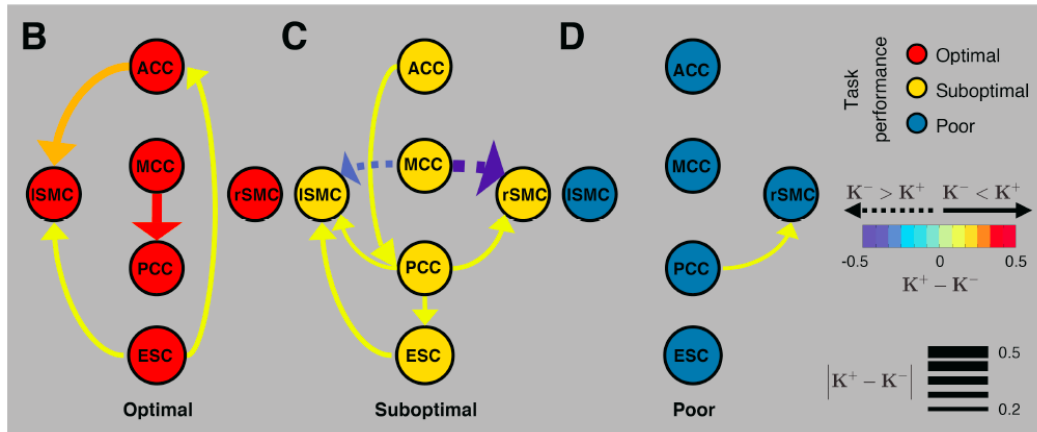 B
ACC
MCC
lSMC
rSMC
PCC
ESC
Optimal
C
ACC
MCC
lSMC
rSMC
PCC
ESC
Suboptimal
D
ACC
MCC
lSMC
rSMC
PCC
ESC
Poor
Task
performance
Optimal
Suboptimal
Poor
K⁻ > K⁺ K⁻ < K⁺
-0.5 0 0.5
K⁺ − K⁻
|K⁺ − K⁻|
0.5
0.2